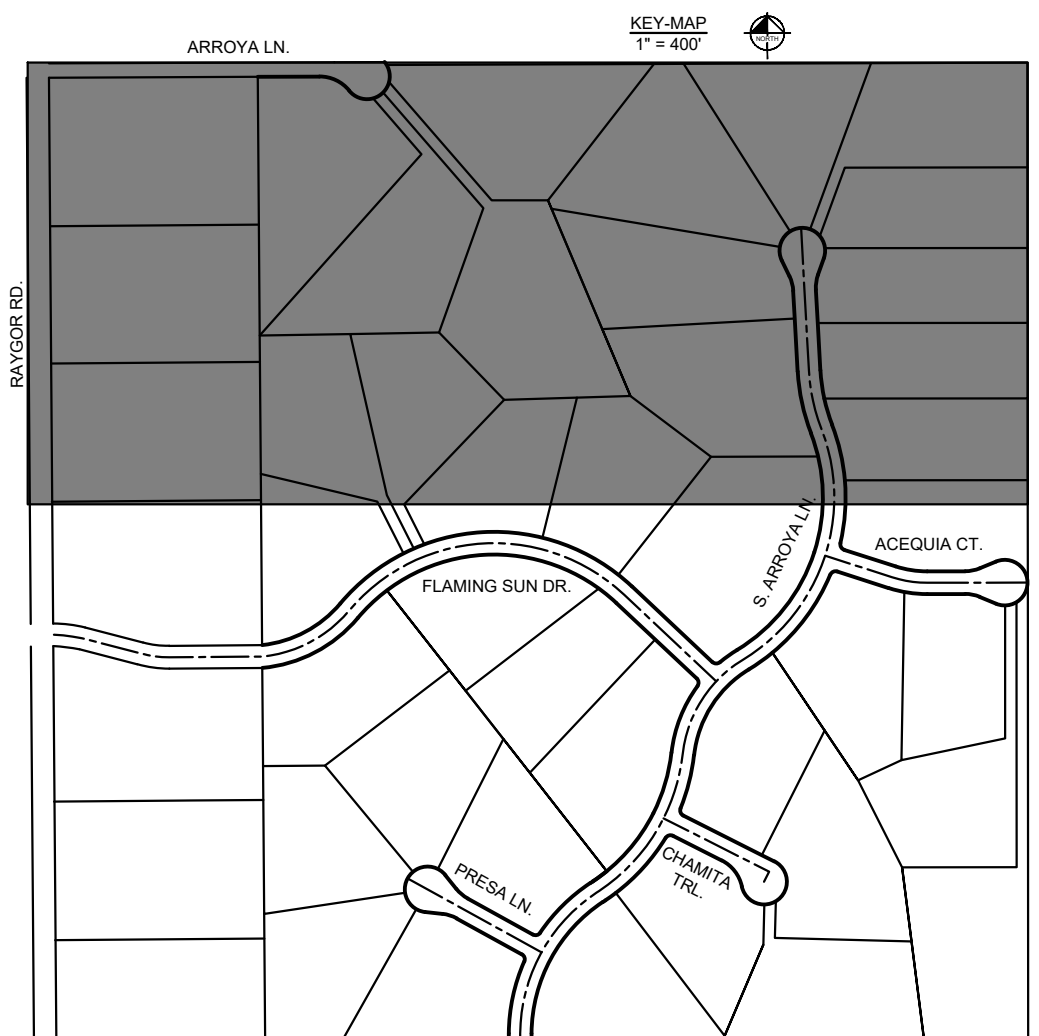 KEY-MAP
1" = 400'
NORTH
ARROYA LN.
RAYGOR RD.
S. ARROYA LN.
ACEQUIA CT.
FLAMING SUN DR.
CHAMITA
TRL.
PRESA LN.